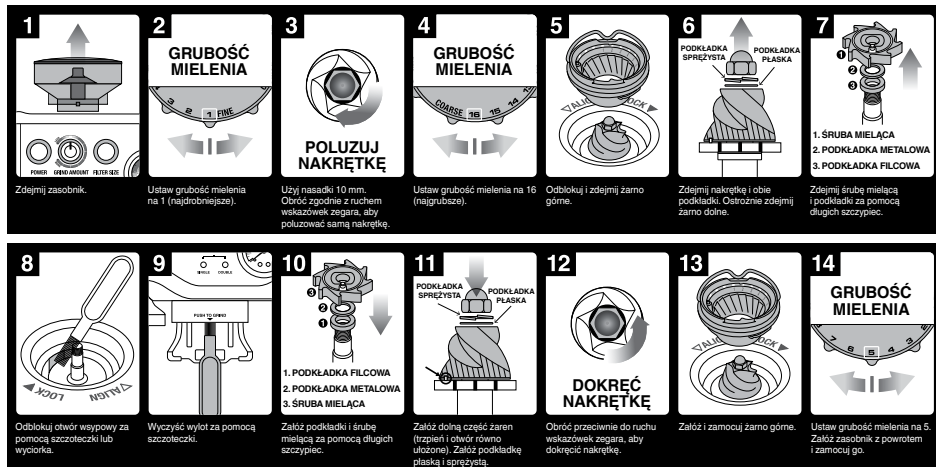 1
Zdejmij zasobnik.
POWER GRIND AMOUNT FILTER SIZE
2
GRUBOŚĆ
MIELENIA
3 2 1 FINE
Ustaw grubość mielenia
na 1 (najdrobniejsze).
3
POLUZUJ
NAKRĘTKĘ
Użyj nasadki 10 mm.
Obróć zgodnie z ruchem
wskazówek zegara, aby
poluzować samą nakrętkę.
4
GRUBOŚĆ
MIELENIA
COARSE 16 15 14
Ustaw grubość mielenia na 16
(najgrubsze).
5
Odblokuj i zdejmij żarno
górne.
6
PODKŁADKA
SPRĘŻYSTA
PODKŁADKA
PŁASKA
Zdejmij nakrętkę i obie
podkładki. Ostrożnie zdejmij
żarno dolne.
7
1
2
3
1. ŚRUBA MIELĄCA
2. PODKŁADKA METALOWA
3. PODKŁADKA FILCOWA
Zdejmij śrubę mielącą
i podkładki za pomocą
długich szczypiec.
8
LOCK ALIGN
Odblokuj otwór wsypowy za
pomocą szczoteczki lub
wyciorka.
9
SINGLE DOUBLE
PUSH TO GRIND
Wyczyść wylot za pomocą
szczoteczki.
10
3
2
1
1. PODKŁADKA FILCOWA
2. PODKŁADKA METALOWA
3. ŚRUBA MIELĄCA
Załóż podkładki i śrubę
mielącą za pomocą długich
szczypiec.
11
PODKŁADKA
SPRĘŻYSTA
PODKŁADKA
PŁASKA
Załóż dolną część żaren
(trzpień i otwór równo
ułożone). Załóż podkładkę
płaską i sprężystą.
12
DOKRĘĆ
NAKRĘTKĘ
Obróć przeciwnie do ruchu
wskazówek zegara, aby
dokręcić nakrętkę.
13
Załóż i zamocuj żarno górne.
14
GRUBOŚĆ
MIELENIA
7 6 5 4 3
Ustaw grubość mielenia na 5.
Załóż zasobnik z powrotem
i zamocuj go.